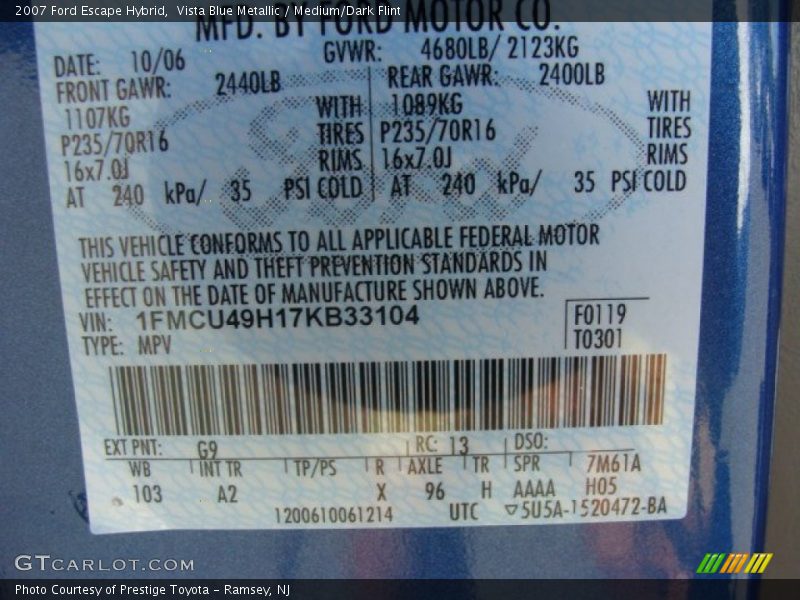 2007 Ford Escape Hybrid,  Vista Blue Metallic / Medium/Dark Flint
MFD. BY FORD MOTOR CO.
DATE: 10/06 GVWR: 4680LB/ 2123KG
FRONT GAWR: 2440LB REAR GAWR: 2400LB
1107KG WITH 1089KG WITH
P235/70R16 TIRES P235/70R16 TIRES
16x7.0J RIMS 16x7.0J RIMS
AT 240 kPa/ 35 PSI COLD AT 240 kPa/ 35 PSI COLD
THIS VEHICLE CONFORMS TO ALL APPLICABLE FEDERAL MOTOR
VEHICLE SAFETY AND THEFT PREVENTION STANDARDS IN
EFFECT ON THE DATE OF MANUFACTURE SHOWN ABOVE.
VIN: 1FMCU49H17KB33104 F0119
TYPE: MPV T0301
EXT PNT: G9 RC: 13 DSO:
WB INT TR TP/PS R AXLE TR SPR 7M61A
103 A2 X 96 H AAAA H05
1200610061214 UTC ▽5U5A-1520472-BA
GTCARLOT.COM
Photo Courtesy of Prestige Toyota - Ramsey, NJ